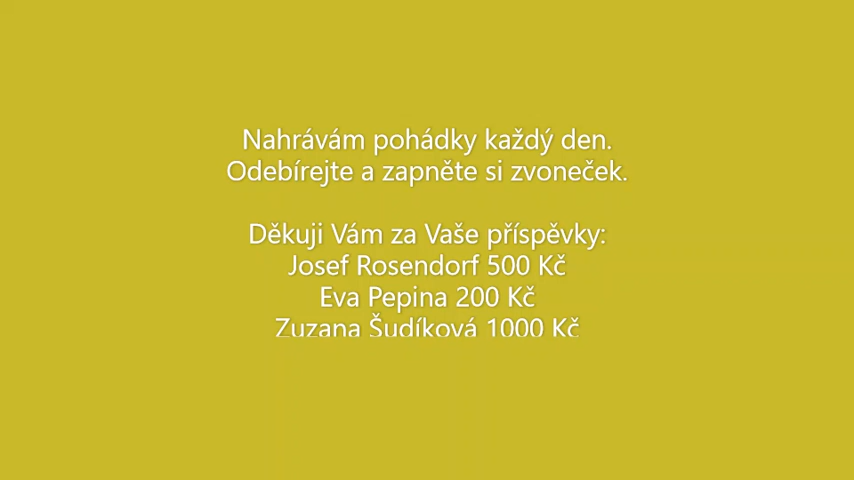 Nahrávám pohádky každý den.
Odebírejte a zapněte si zvoneček.
Děkuji Vám za Vaše příspěvky:
Josef Rosendorf 500 Kč
Eva Pepina 200 Kč
Zuzana Šudíková 1000 Kč